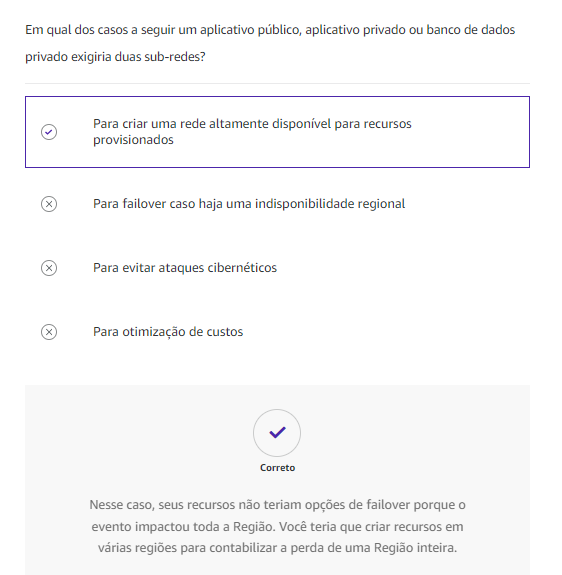 Em qual dos casos a seguir um aplicativo público, aplicativo privado ou banco de dados
privado exigiria duas sub-redes?
Para criar uma rede altamente disponível para recursos
provisionados
Para failover caso haja uma indisponibilidade regional
Para evitar ataques cibernéticos
Para otimização de custos
Correto
Nesse caso, seus recursos não teriam opções de failover porque o
evento impactou toda a Região. Você teria que criar recursos em
várias regiões para contabilizar a perda de uma Região inteira.